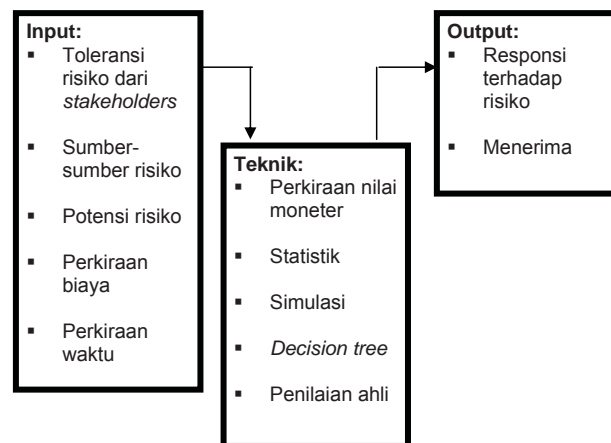 Input:
▪ Toleransi
risiko dari
stakeholders
▪ Sumber-
sumber risiko
▪ Potensi risiko
▪ Perkiraan
biaya
▪ Perkiraan
waktu
Teknik:
▪ Perkiraan nilai
moneter
▪ Statistik
▪ Simulasi
▪ Decision tree
▪ Penilaian ahli
Output:
▪ Responsi
terhadap
risiko
▪ Menerima